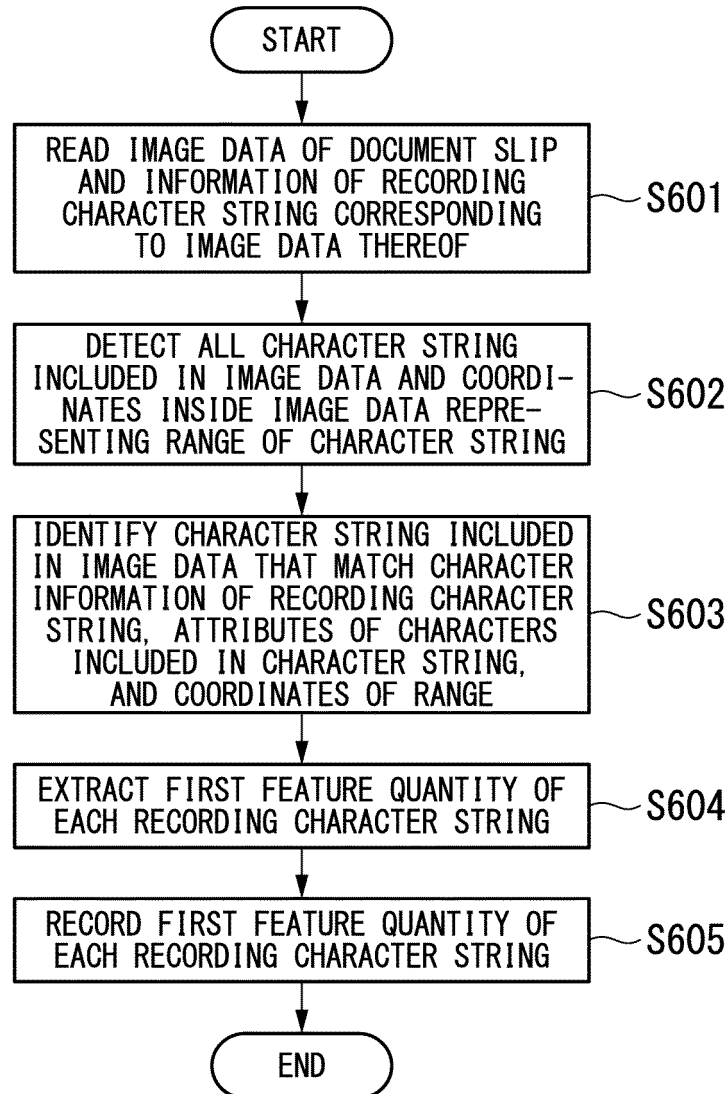 START
READ IMAGE DATA OF DOCUMENT SLIP
AND INFORMATION OF RECORDING
CHARACTER STRING CORRESPONDING
TO IMAGE DATA THEREOF
S601
DETECT ALL CHARACTER STRING
INCLUDED IN IMAGE DATA AND COORDI-
NATES INSIDE IMAGE DATA REPRE-
SENTING RANGE OF CHARACTER STRING
S602
IDENTIFY CHARACTER STRING INCLUDED
IN IMAGE DATA THAT MATCH CHARACTER
INFORMATION OF RECORDING CHARACTER
STRING, ATTRIBUTES OF CHARACTERS
INCLUDED IN CHARACTER STRING,
AND COORDINATES OF RANGE
S603
EXTRACT FIRST FEATURE QUANTITY OF
EACH RECORDING CHARACTER STRING
S604
RECORD FIRST FEATURE QUANTITY OF
EACH RECORDING CHARACTER STRING
S605
END